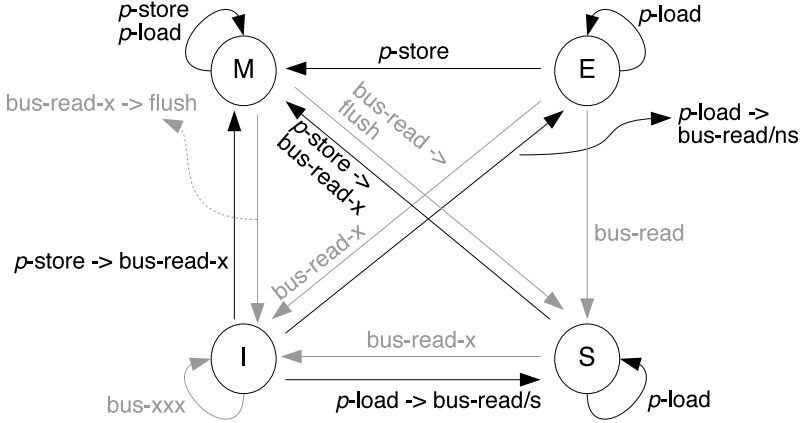 p-store
p-load
M
p-store
E
p-load
bus-read-x -> flush
bus-read ->
flush
p-load ->
bus-read/ns
p-store ->
bus-read-x
bus-read
p-store -> bus-read-x
bus-read-x
I
bus-read-x
S
bus-xxx
p-load -> bus-read/s
p-load